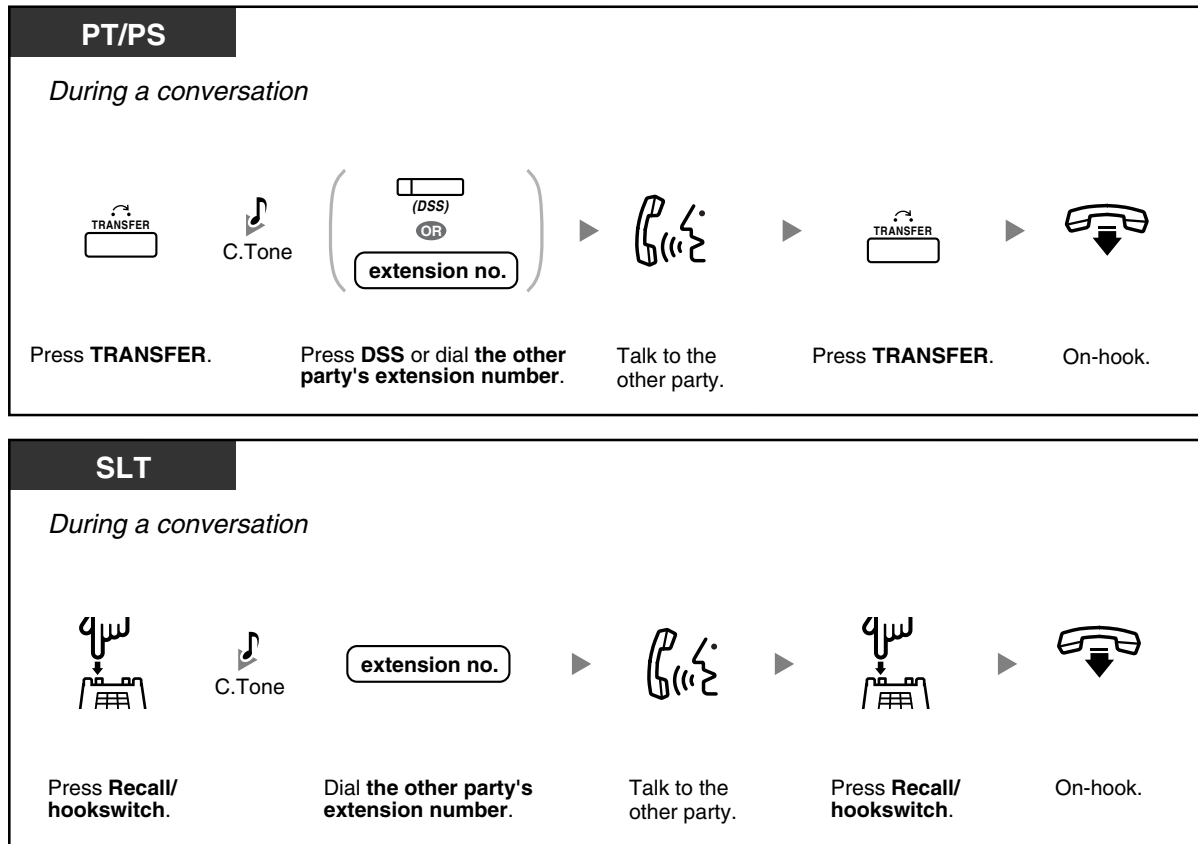 PT/PS
During a conversation
TRANSFER
C.Tone
(DSS)
OR
extension no.
TRANSFER
Press TRANSFER.
Press DSS or dial the other
party's extension number.
Talk to the
other party.
Press TRANSFER.
On-hook.
SLT
During a conversation
C.Tone
extension no.
Press Recall/
hookswitch.
Dial the other party's
extension number.
Talk to the
other party.
Press Recall/
hookswitch.
On-hook.